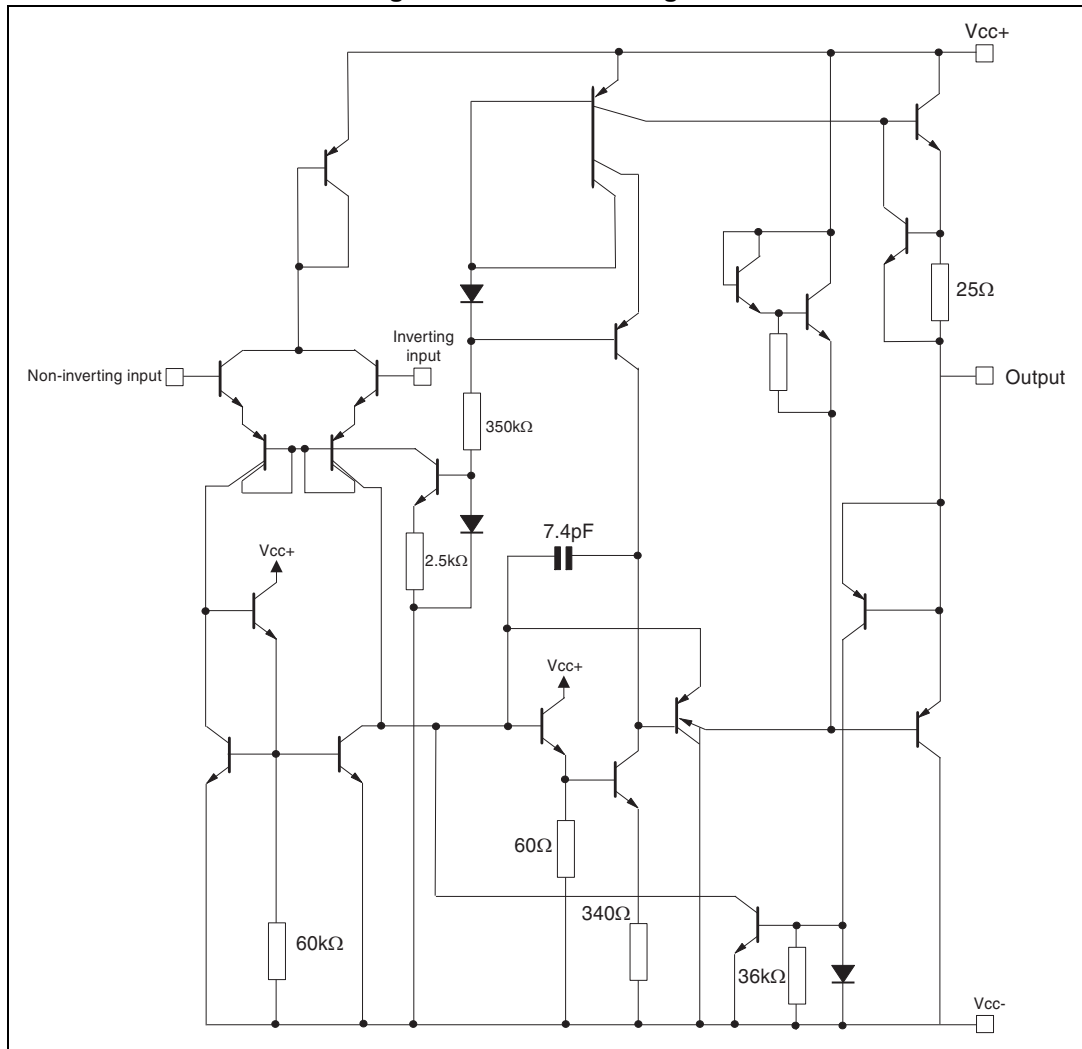 Vcc+
25Ω
Inverting
input
Non-inverting input
Output
350kΩ
7.4pF
2.5kΩ
Vcc+
Vcc+
60Ω
340Ω
60kΩ
36kΩ
Vcc-